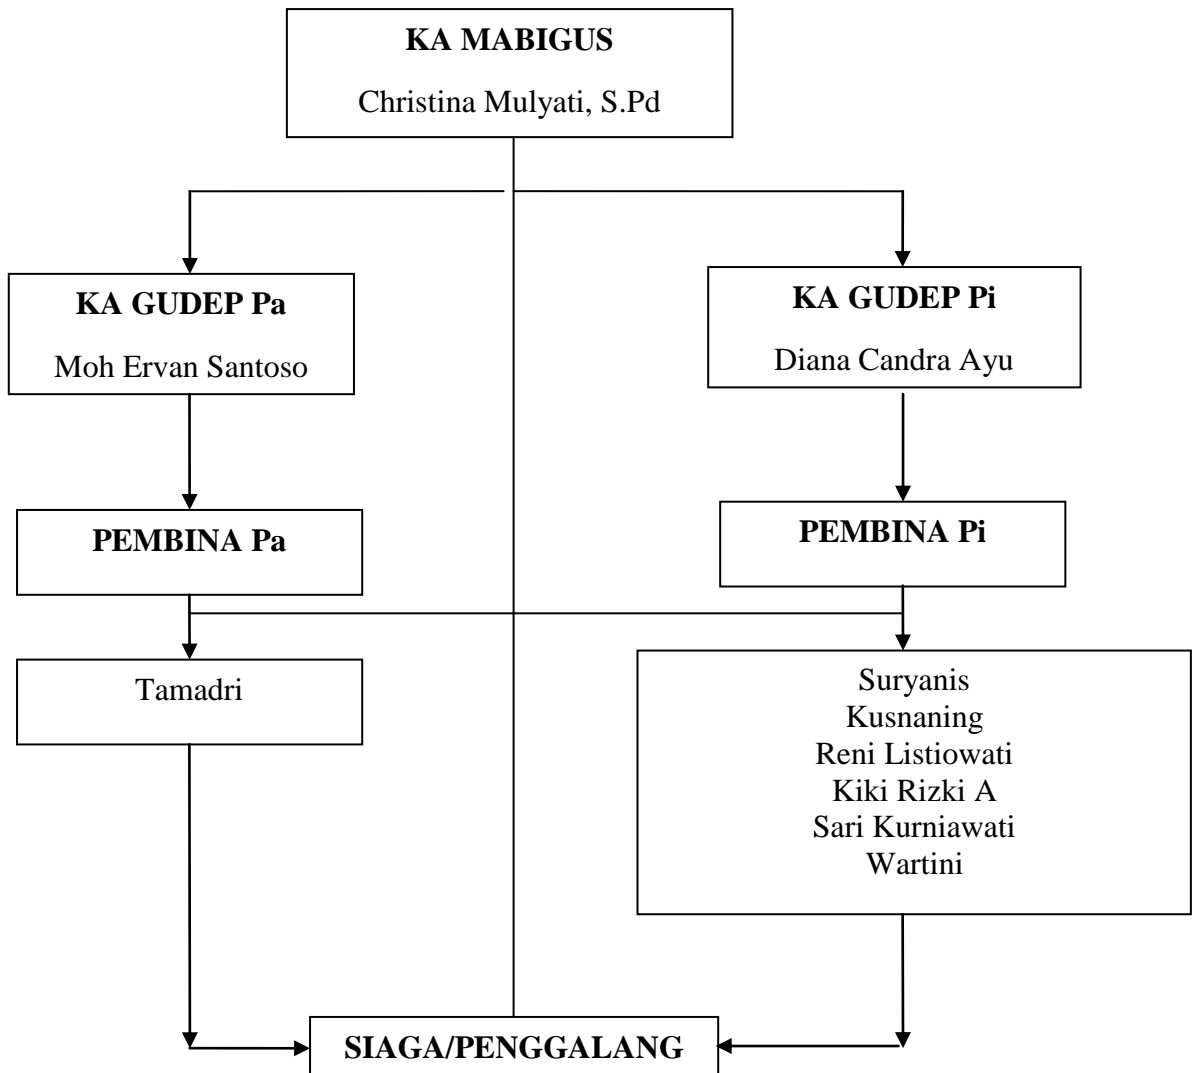 KA MABIGUS
Christina Mulyati, S.Pd
KA GUDEP Pa
Moh Ervan Santoso
KA GUDEP Pi
Diana Candra Ayu
PEMBINA Pa
PEMBINA Pi
Tamadri
Suryanis
Kusnaning
Reni Listiowati
Kiki Rizki A
Sari Kurniawati
Wartini
SIAGA/PENGGALANG